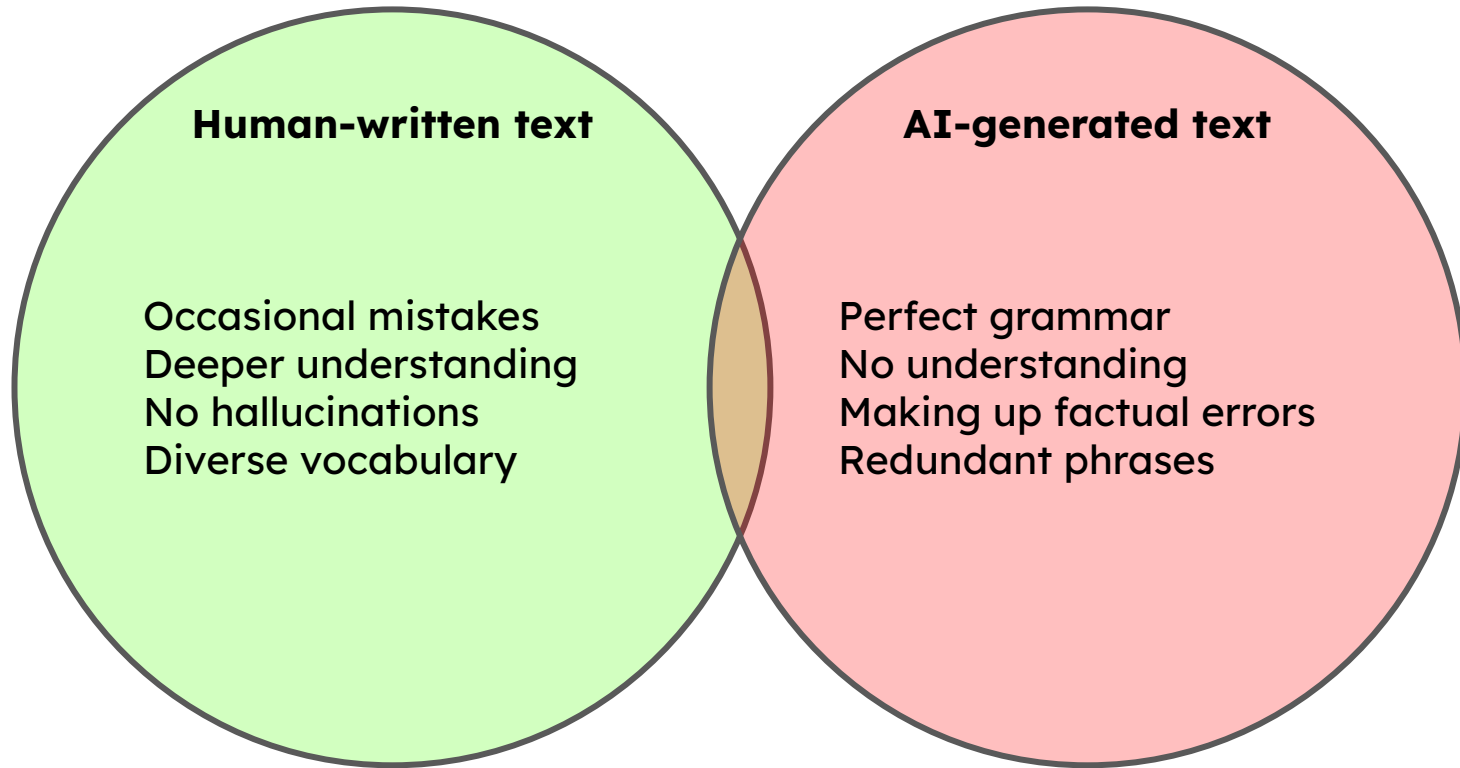 Human-written text
Occasional mistakes
Deeper understanding
No hallucinations
Diverse vocabulary
AI-generated text
Perfect grammar
No understanding
Making up factual errors
Redundant phrases